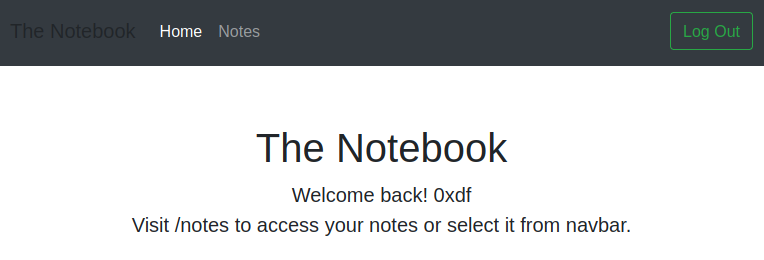 The Notebook Home Notes Log Out
The Notebook
Welcome back! 0xdf
Visit /notes to access your notes or select it from navbar.